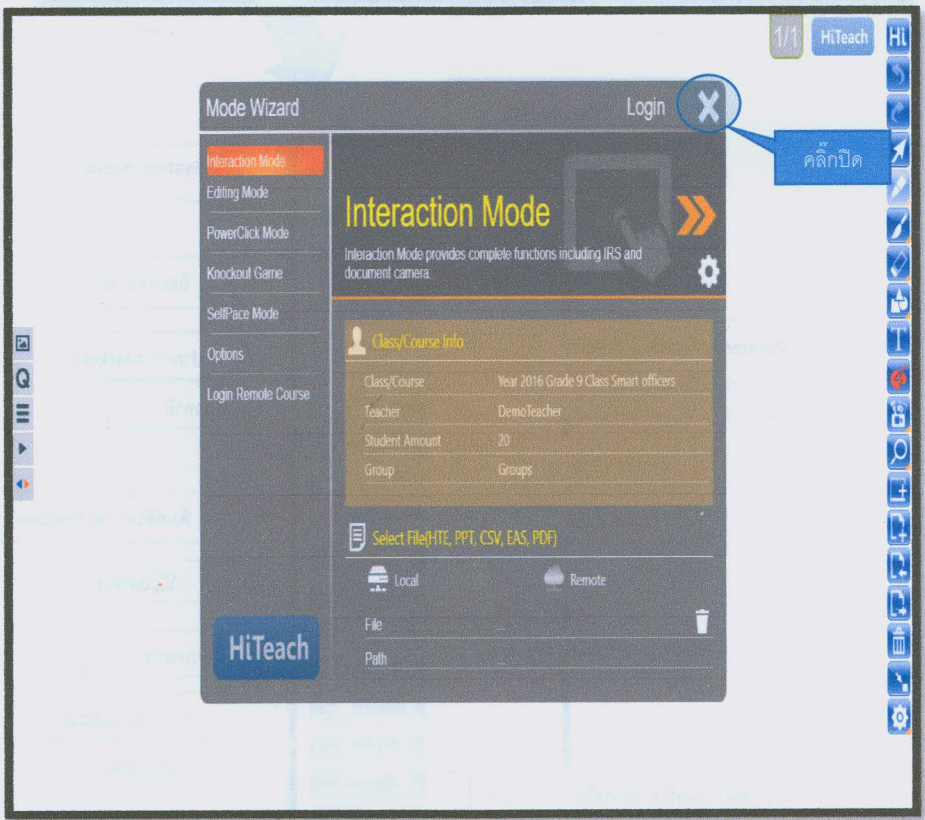 1/1
HiTeach
Hi
Mode Wizard
Login
X
คลิ๊กปิด
Interaction Mode
Editing Mode
PowerClick Mode
Knockout Game
SelfPace Mode
Options
Login Remote Course
HiTeach
Interaction Mode
Interaction Mode provides complete functions including IRS and
document camera.
Class/Course Info
Class/Course Year 2016 Grade 9 Class Smart officers
Teacher DemoTeacher
Student Amount 20
Group Groups
Select File(HTE, PPT, CSV, EAS, PDF)
Local Remote
File _
Path _
Q
T